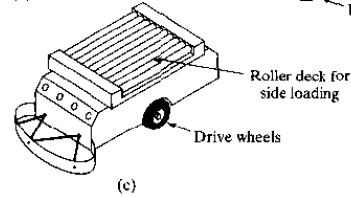 Roller deck for
side loading
Drive wheels
(c)